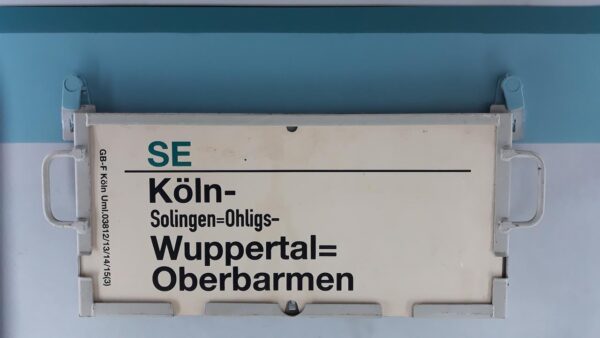 SE
Köln-
Solingen=Ohligs-
Wuppertal=
Oberbarmen
GB-F Köln Uml.03812/13/14/15(3)